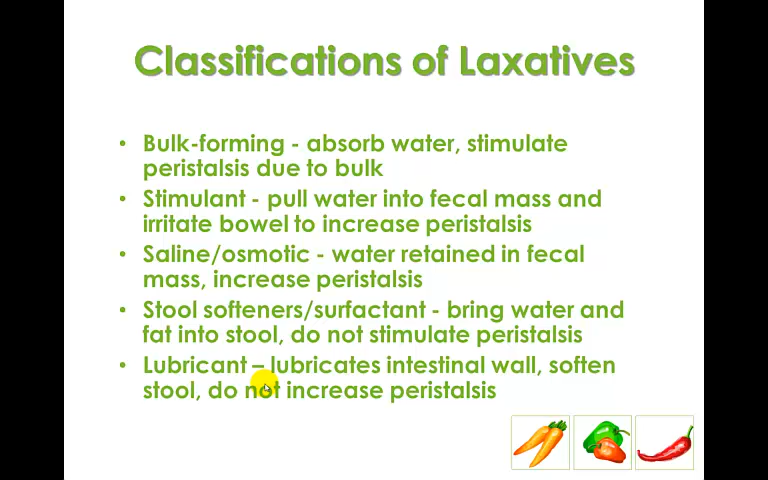 Classifications of Laxatives
• Bulk-forming - absorb water, stimulate
peristalsis due to bulk
• Stimulant - pull water into fecal mass and
irritate bowel to increase peristalsis
• Saline/osmotic - water retained in fecal
mass, increase peristalsis
• Stool softeners/surfactant - bring water and
fat into stool, do not stimulate peristalsis
• Lubricant – lubricates intestinal wall, soften
stool, do not increase peristalsis